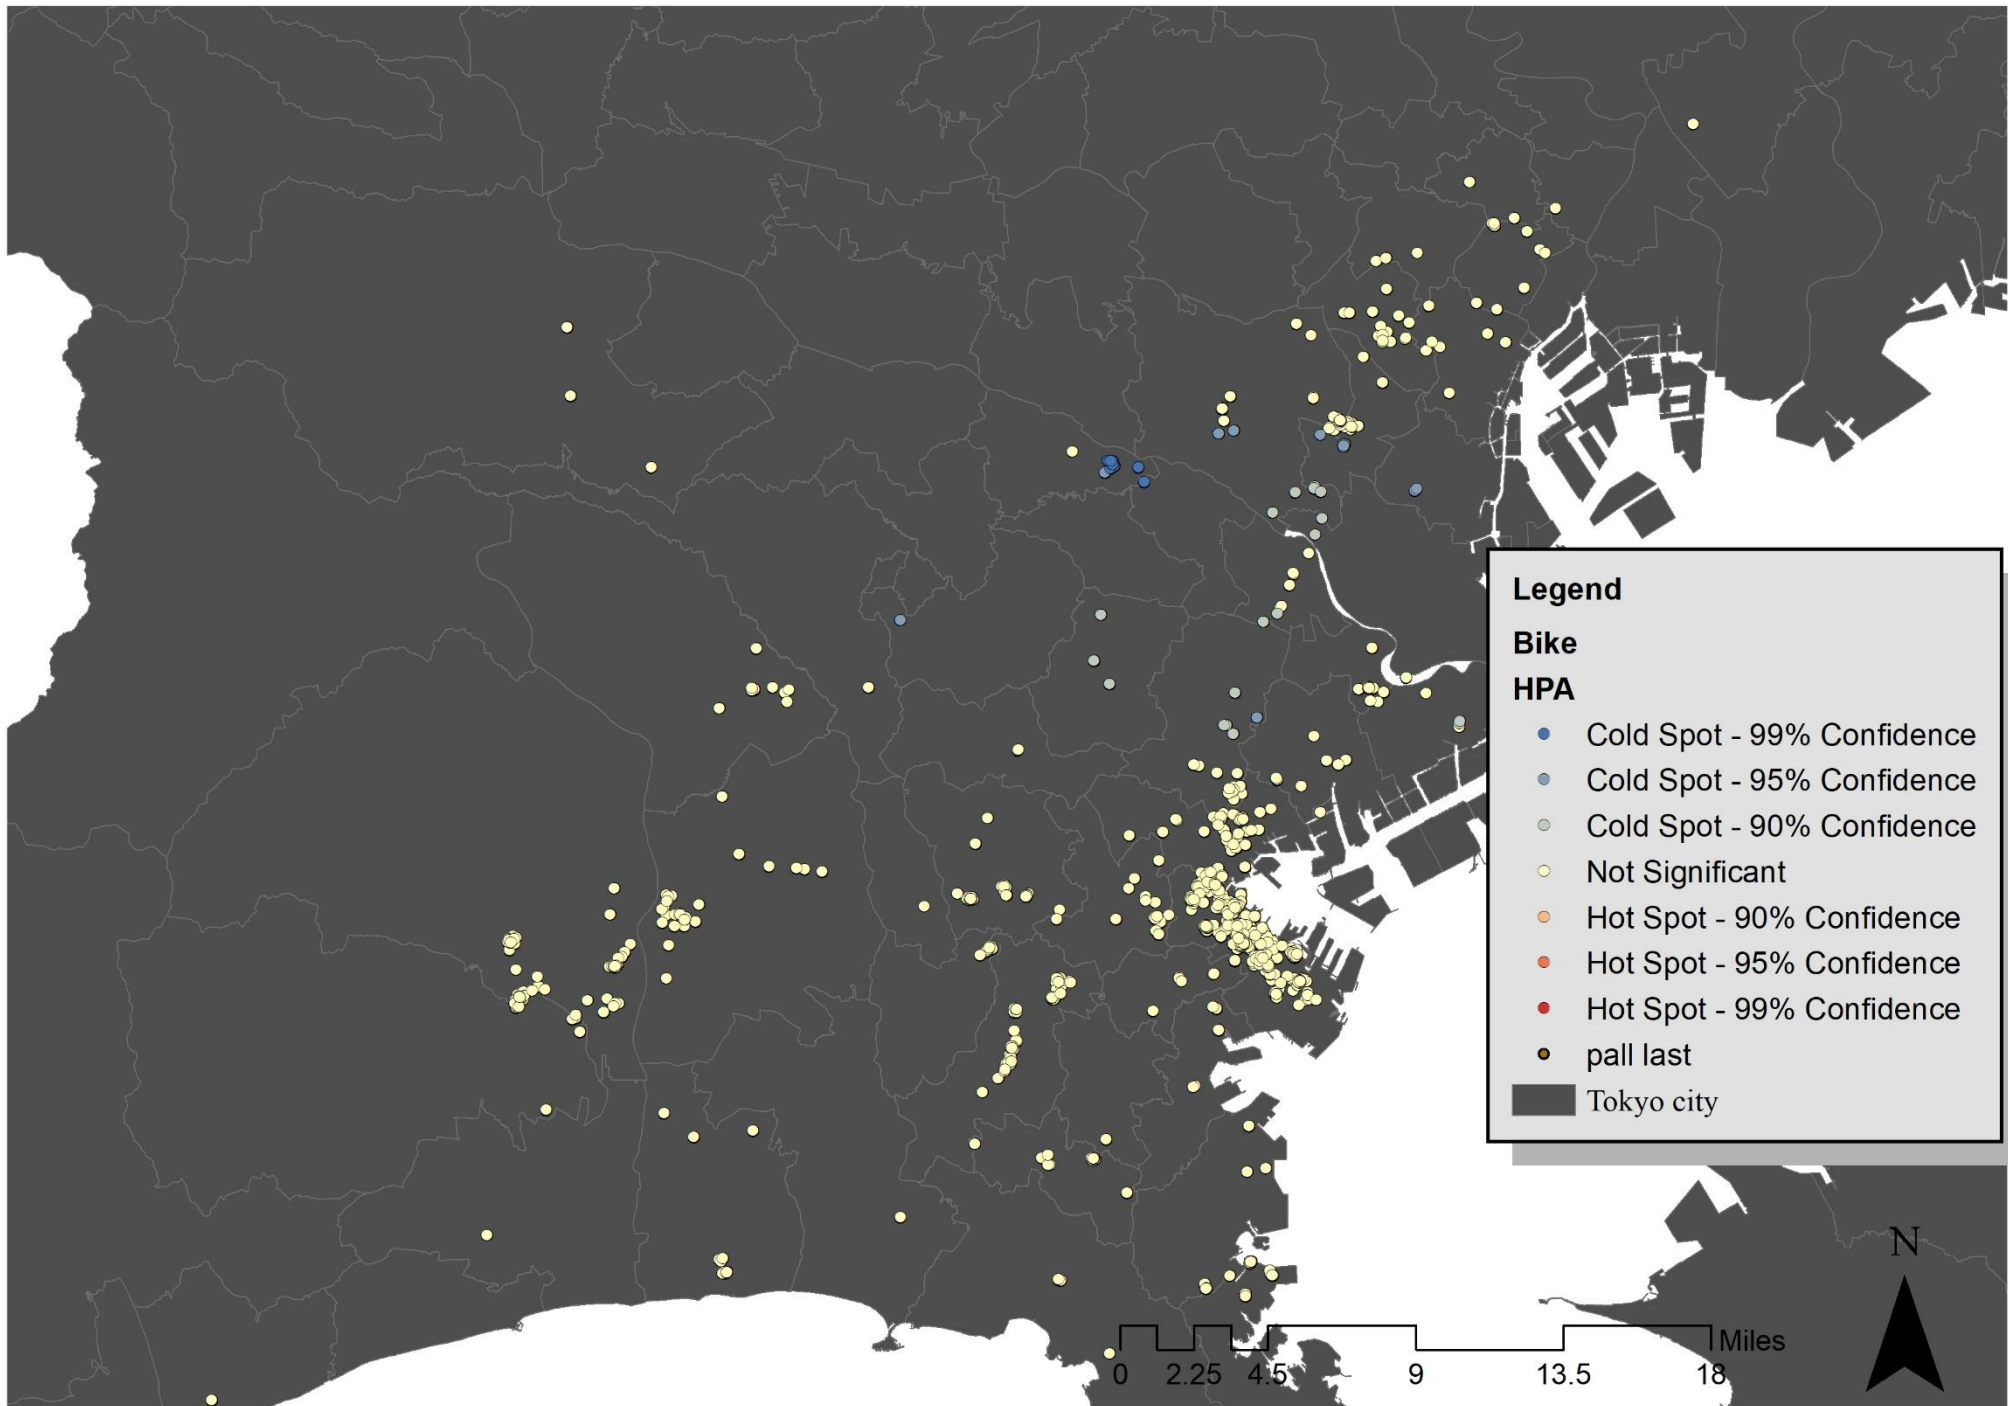 Legend
Bike
HPA
Cold Spot - 99% Confidence
Cold Spot - 95% Confidence
Cold Spot - 90% Confidence
Not Significant
Hot Spot - 90% Confidence
Hot Spot - 95% Confidence
Hot Spot - 99% Confidence
pall last
Tokyo city
N
Miles
0 2.25 4.5 9 13.5 18